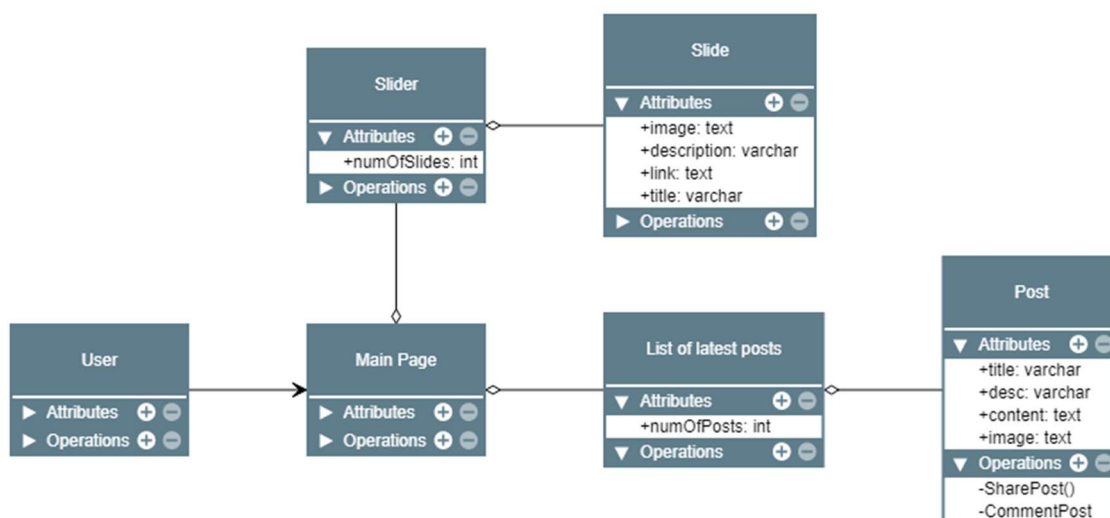 Slider
Attributes
+numOfSlides: int
Operations
Slide
Attributes
+image: text
+description: varchar
+link: text
+title: varchar
Operations
User
Attributes
Operations
Main Page
Attributes
Operations
List of latest posts
Attributes
+numOfPosts: int
Operations
Post
Attributes
+title: varchar
+desc: varchar
+content: text
+image: text
Operations
-SharePost()
-CommentPost